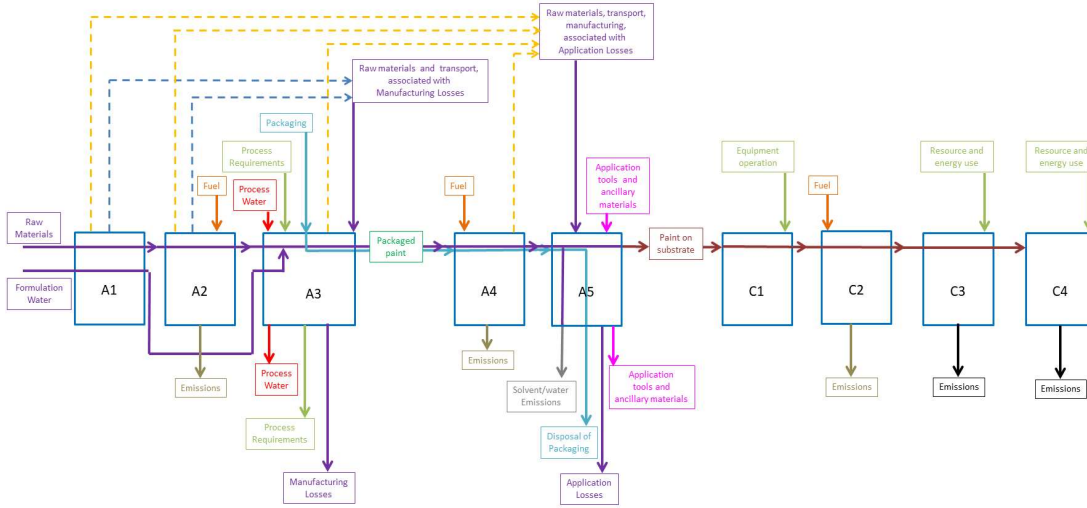 Raw materials, transport,
manufacturing,
associated with
Application Losses
Raw materials and transport,
associated with
Manufacturing Losses
Packaging
Process
Requirements
Fuel
Process
Water
Fuel
Application
tools and
ancillary
materials
Equipment
operation
Fuel
Resource and
energy use
Resource and
energy use
Raw
Materials
Formulation
Water
A1
A2
A3
Packaged
paint
A4
A5
Paint on
substrate
C1
C2
C3
C4
Emissions
Process
Water
Process
Requirements
Manufacturing
Losses
Emissions
Solvent/water
Emissions
Disposal of
Packaging
Application
Losses
Application
tools and
ancillary materials
Emissions
Emissions
Emissions